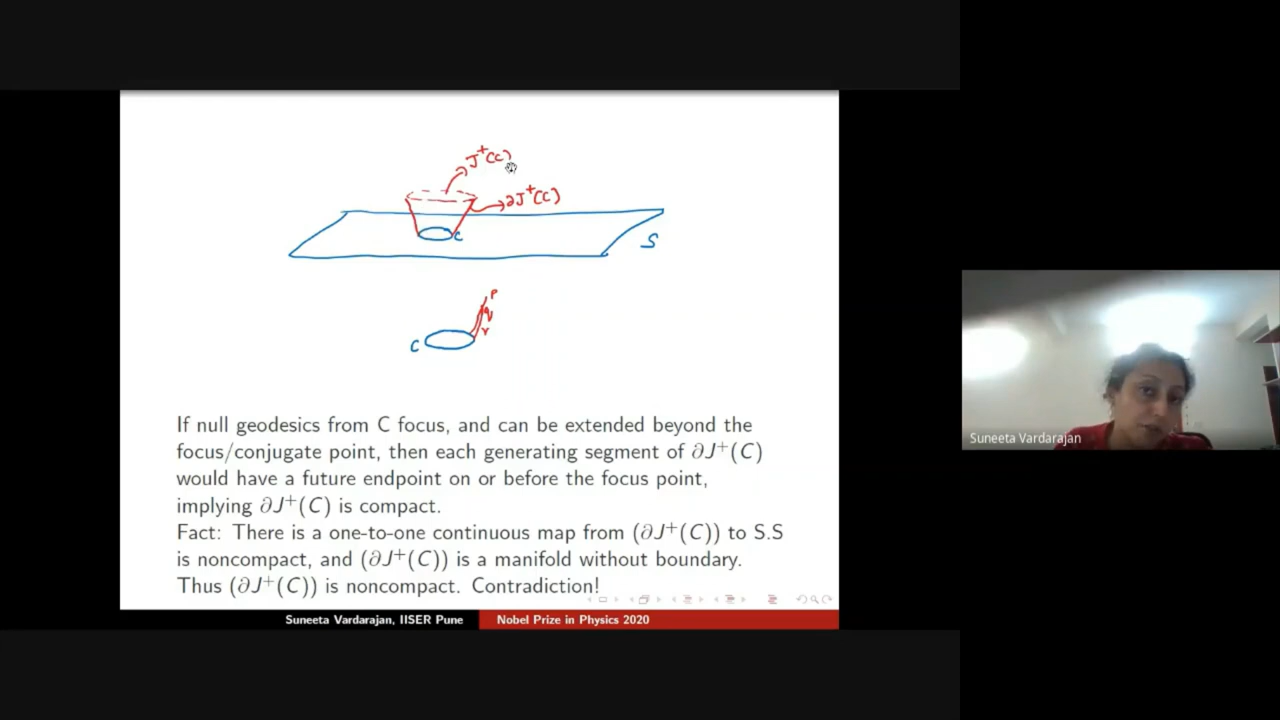 J⁺(C)
∂J⁺(C)
C
S
P
q
r
C
If null geodesics from C focus, and can be extended beyond the
focus/conjugate point, then each generating segment of ∂J⁺(C)
would have a future endpoint on or before the focus point,
implying ∂J⁺(C) is compact.
Fact: There is a one-to-one continuous map from (∂J⁺(C)) to S.S
is noncompact, and (∂J⁺(C)) is a manifold without boundary.
Thus (∂J⁺(C)) is noncompact. Contradiction!
Suneeta Vardarajan, IISER Pune
Nobel Prize in Physics 2020
Suneeta Vardarajan